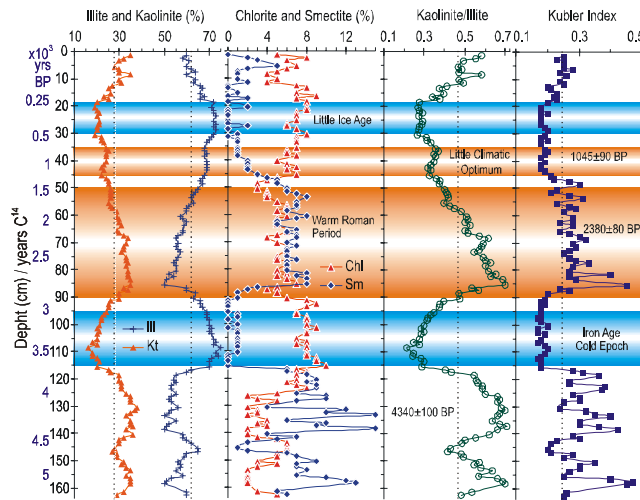 Illite and Kaolinite (%)
Chlorite and Smectite (%)
Kaolinite/Illite
Kubler Index
10 30 50 70
0 5 10 15
0.1 0.3 0.5 0.7
0.1 0.2 0.3 0.4
Depht (cm) / years C¹⁴
x10³
yrs
BP
0.25
0.5
1
1.5
2
2.5
3
3.5
4
4.5
5
0
10
20
30
40
50
60
70
80
90
100
110
120
130
140
150
160
Little Ice Age
Little Climatic
Optimum
1045±90 BP
Warm Roman
Period
2380±80 BP
Chl
Sm
Ill
Kt
Iron Age
Cold Epoch
4340±100 BP